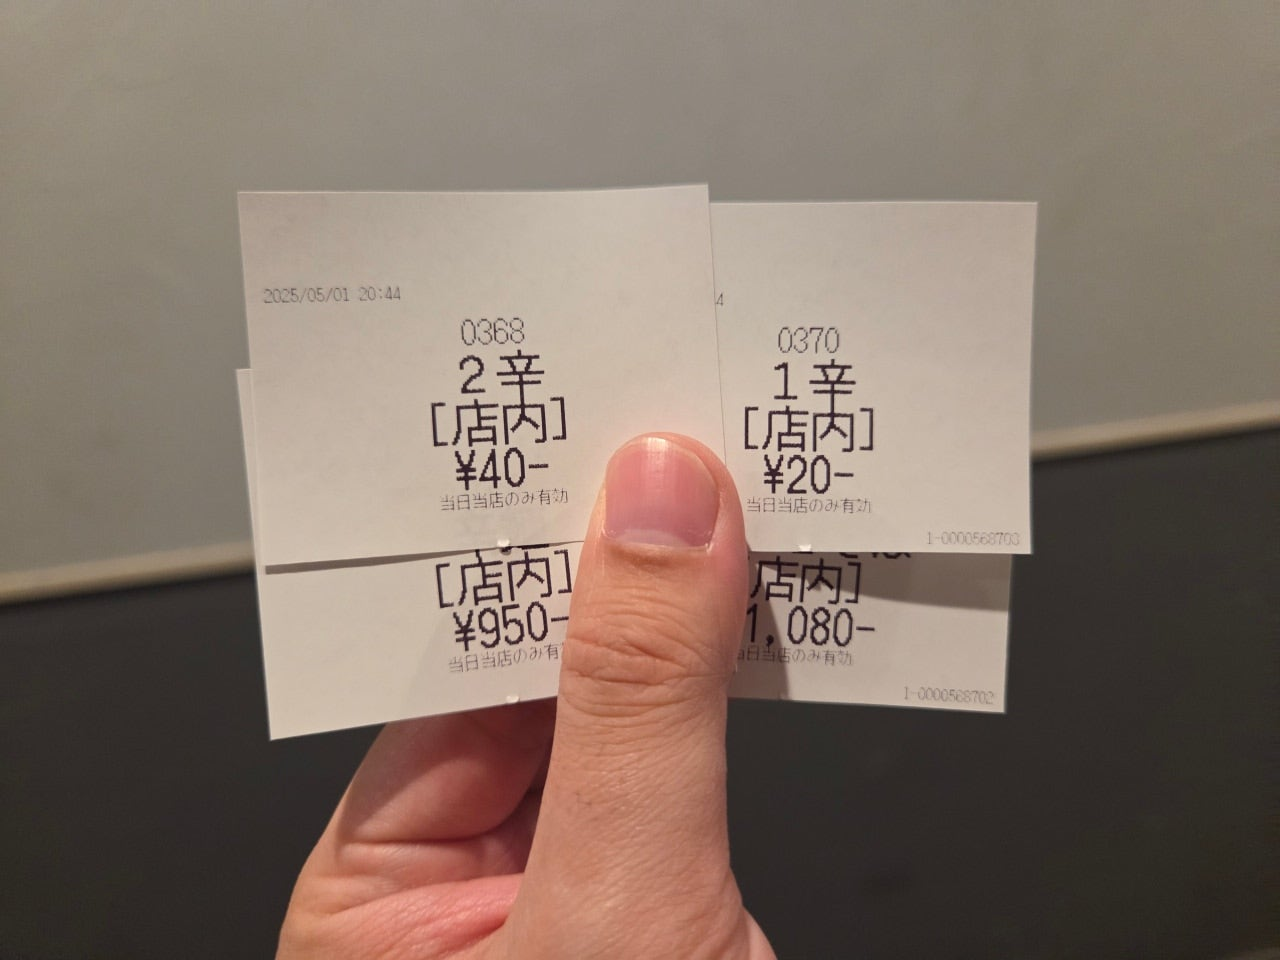 2025/05/01 20:44
0368
2辛
[店内]
¥40-
当日当店のみ有効
4
0370
1辛
[店内]
¥20-
当日当店のみ有効
1-0000568703
[店内]
¥950-
当日当店のみ有
店内]
1,080-
日当店のみ有効
1-0000568702